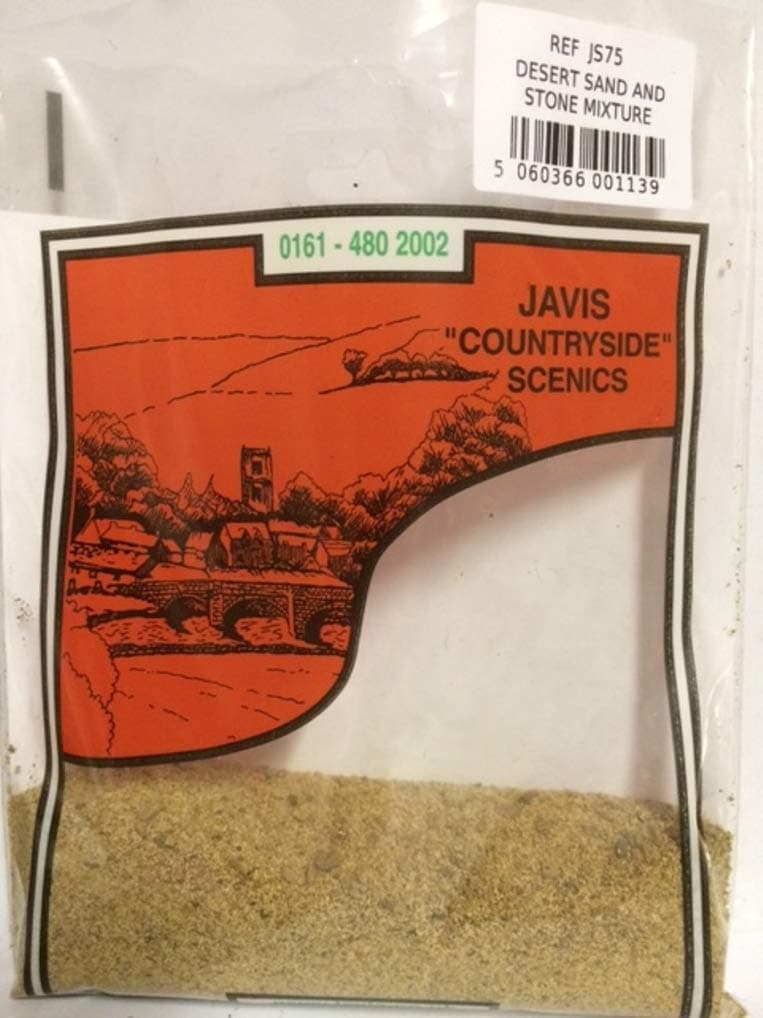 REF JS75
DESERT SAND AND
STONE MIXTURE
5 060366 001139
0161 - 480 2002
JAVIS
"COUNTRYSIDE"
SCENICS